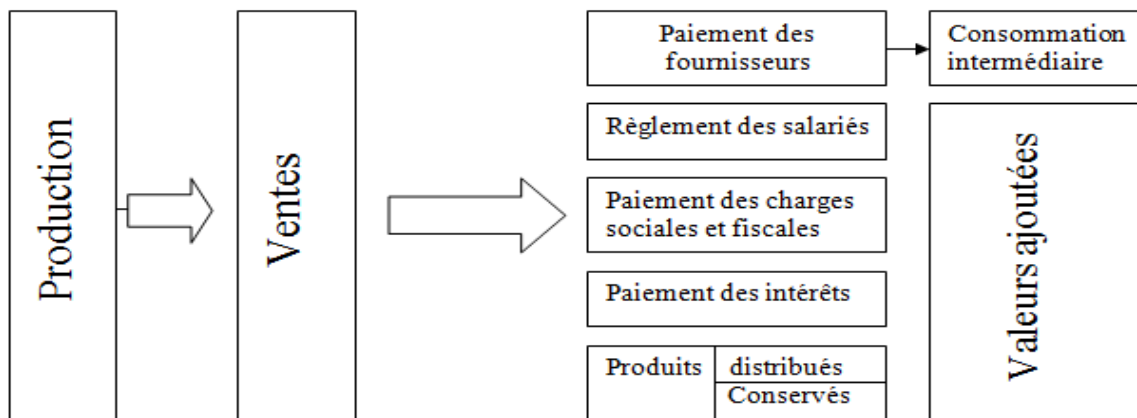 Production
Ventes
Paiement des
fournisseurs
Consommation
intermédiaire
Règlement des salariés
Paiement des charges
sociales et fiscales
Paiement des intérêts
Produits
distribués
Conservés
Valeurs ajoutées